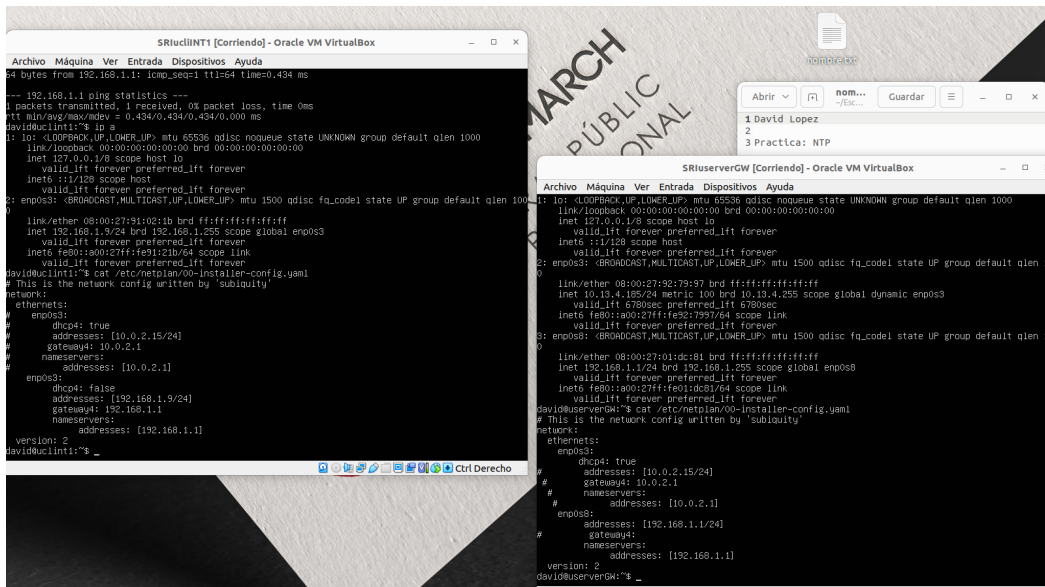 MARCH
PÚBLIC
ONAL
nombre.txt
SRIucliINT1 [Corriendo] - Oracle VM VirtualBox
Archivo Máquina Ver Entrada Dispositivos Ayuda
64 bytes from 192.168.1.1: icmp_seq=1 ttl=64 time=0.434 ms
--- 192.168.1.1 ping statistics ---
1 packets transmitted, 1 received, 0% packet loss, time 0ms
rtt min/avg/max/mdev = 0.434/0.434/0.434/0.000 ms
david@uclint1:~$ ip a
1: lo: <LOOPBACK,UP,LOWER_UP> mtu 65536 qdisc noqueue state UNKNOWN group default qlen 1000
link/loopback 00:00:00:00:00:00 brd 00:00:00:00:00:00
inet 127.0.0.1/8 scope host lo
valid_lft forever preferred_lft forever
inet6 ::1/128 scope host
valid_lft forever preferred_lft forever
2: enp0s3: <BROADCAST,MULTICAST,UP,LOWER_UP> mtu 1500 qdisc fq_codel state UP group default qlen 100
0
link/ether 08:00:27:91:02:1b brd ff:ff:ff:ff:ff:ff
inet 192.168.1.9/24 brd 192.168.1.255 scope global enp0s3
valid_lft forever preferred_lft forever
inet6 fe80::a00:27ff:fe91:21b/64 scope link
valid_lft forever preferred_lft forever
david@uclint1:~$ cat /etc/netplan/00-installer-config.yaml
# This is the network config written by 'subiquity'
network:
ethernets:
# enp0s3:
# dhcp4: true
# addresses: [10.0.2.15/24]
# gateway4: 10.0.2.1
# nameservers:
# addresses: [10.0.2.1]
enp0s3:
dhcp4: false
addresses: [192.168.1.9/24]
gateway4: 192.168.1.1
nameservers:
addresses: [192.168.1.1]
version: 2
david@uclint1:~$ _
Ctrl Derecho
Abrir
nom...
~/Esc...
Guardar
1 David Lopez
2
3 Practica: NTP
SRIuserverGW [Corriendo] - Oracle VM VirtualBox
Archivo Máquina Ver Entrada Dispositivos Ayuda
1: lo: <LOOPBACK,UP,LOWER_UP> mtu 65536 qdisc noqueue state UNKNOWN group default qlen 1000
link/loopback 00:00:00:00:00:00 brd 00:00:00:00:00:00
inet 127.0.0.1/8 scope host lo
valid_lft forever preferred_lft forever
inet6 ::1/128 scope host
valid_lft forever preferred_lft forever
2: enp0s3: <BROADCAST,MULTICAST,UP,LOWER_UP> mtu 1500 qdisc fq_codel state UP group default qlen
0
link/ether 08:00:27:92:79:97 brd ff:ff:ff:ff:ff:ff
inet 10.13.4.185/24 metric 100 brd 10.13.4.255 scope global dynamic enp0s3
valid_lft 6780sec preferred_lft 6780sec
inet6 fe80::a00:27ff:fe92:7997/64 scope link
valid_lft forever preferred_lft forever
3: enp0s8: <BROADCAST,MULTICAST,UP,LOWER_UP> mtu 1500 qdisc fq_codel state UP group default qlen
0
link/ether 08:00:27:01:dc:81 brd ff:ff:ff:ff:ff:ff
inet 192.168.1.1/24 brd 192.168.1.255 scope global enp0s8
valid_lft forever preferred_lft forever
inet6 fe80::a00:27ff:fe01:dc81/64 scope link
valid_lft forever preferred_lft forever
david@userverGW:~$ cat /etc/netplan/00-installer-config.yaml
# This is the network config written by 'subiquity'
network:
ethernets:
enp0s3:
dhcp4: true
# addresses: [10.0.2.15/24]
# gateway4: 10.0.2.1
# nameservers:
# addresses: [10.0.2.1]
enp0s8:
addresses: [192.168.1.1/24]
# gateway4:
nameservers:
addresses: [192.168.1.1]
version: 2
david@userverGW:~$ _